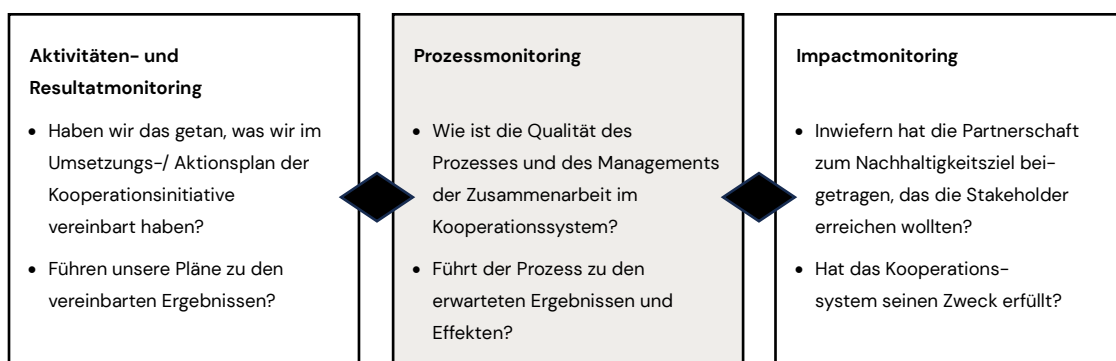 Aktivitäten- und
Resultatmonitoring
• Haben wir das getan, was wir im
Umsetzungs-/ Aktionsplan der
Kooperationsinitiative
vereinbart haben?
• Führen unsere Pläne zu den
vereinbarten Ergebnissen?
Prozessmonitoring
• Wie ist die Qualität des
Prozesses und des Managements
der Zusammenarbeit im
Kooperationssystem?
• Führt der Prozess zu den
erwarteten Ergebnissen und
Effekten?
Impactmonitoring
• Inwiefern hat die Partnerschaft
zum Nachhaltigkeitsziel bei-
getragen, das die Stakeholder
erreichen wollten?
• Hat das Kooperations-
system seinen Zweck erfüllt?